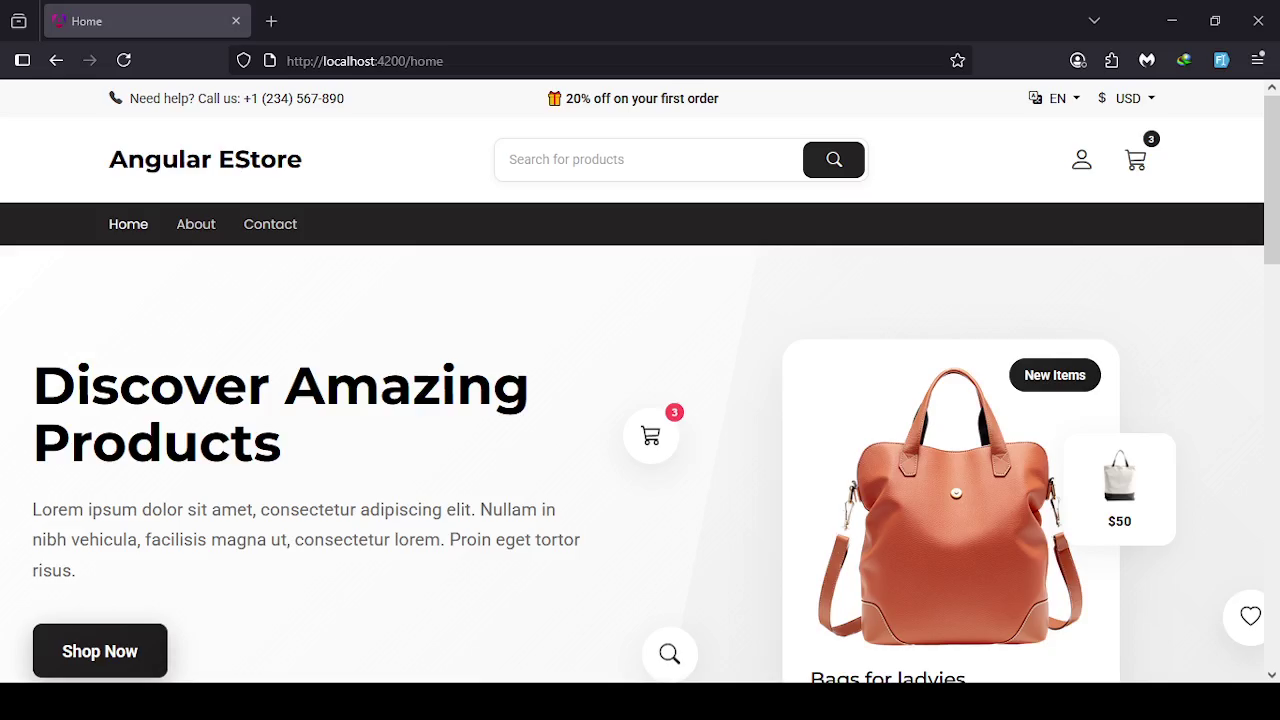 Home
http://localhost:4200/home
Need help? Call us: +1 (234) 567-890
20% off on your first order
EN
$ USD
Angular EStore
Search for products
3
Home About Contact
Discover Amazing
Products
Lorem ipsum dolor sit amet, consectetur adipiscing elit. Nullam in
nibh vehicula, facilisis magna ut, consectetur lorem. Proin eget tortor
risus.
Shop Now
3
New Items
$50
Bags for ladyies